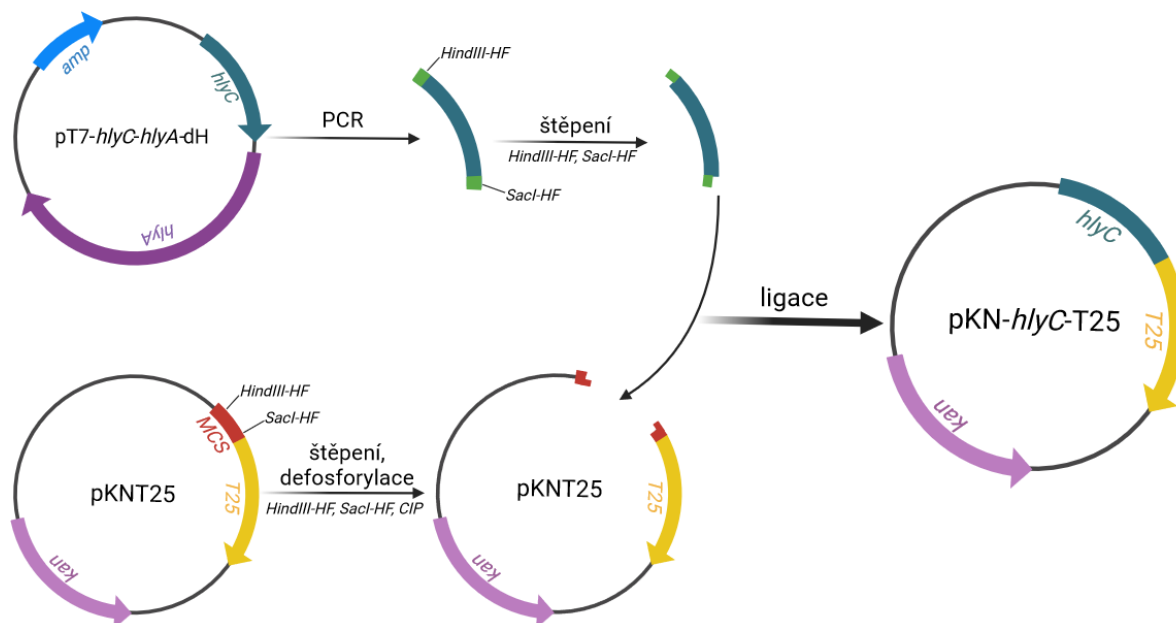 amp
hlyC
pT7-hlyC-hlyA-dH
hlyA
PCR
HindIII-HF
SacI-HF
štěpení
HindIII-HF, SacI-HF
ligace
hlyC
pKN-hlyC-T25
T25
kan
HindIII-HF
SacI-HF
MCS
pKNT25
T25
kan
štěpení,
defosforylace
HindIII-HF, SacI-HF, CIP
pKNT25
T25
kan